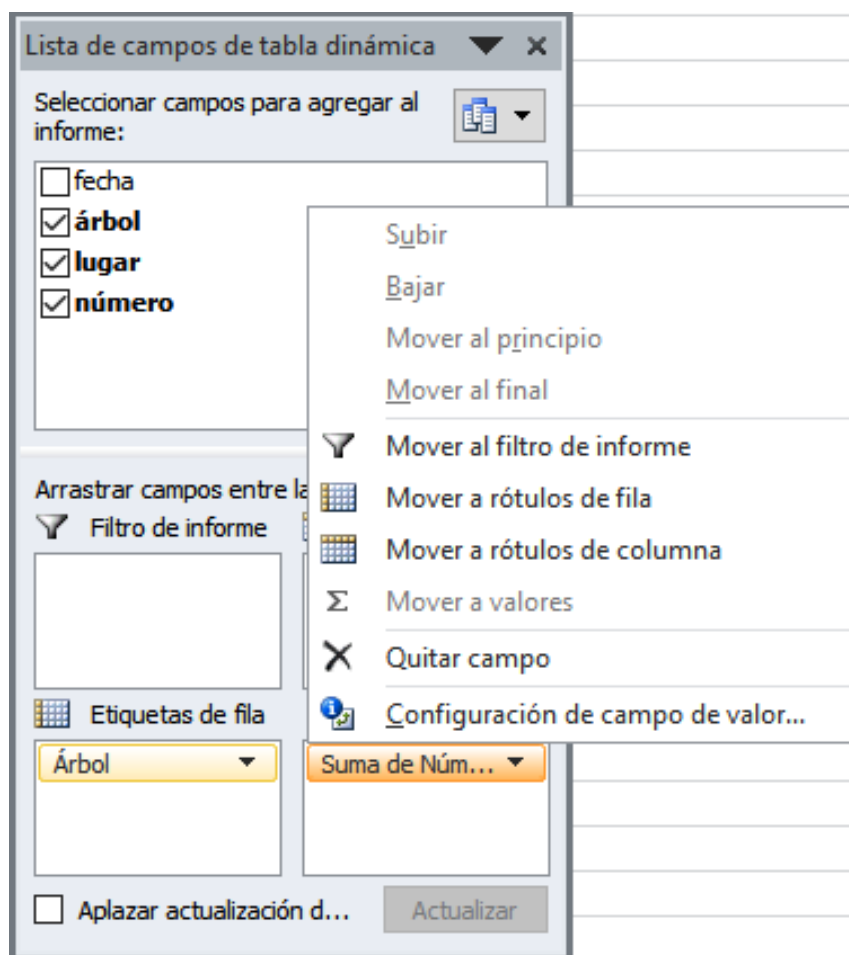 Lista de campos de tabla dinámica
Seleccionar campos para agregar al
informe:
fecha
árbol
lugar
número
Subir
Bajar
Mover al principio
Mover al final
Mover al filtro de informe
Mover a rótulos de fila
Mover a rótulos de columna
Σ Mover a valores
Quitar campo
Configuración de campo de valor...
Arrastrar campos entre la
Filtro de informe
Etiquetas de fila
Árbol
Suma de Núm...
Aplazar actualización d...
Actualizar